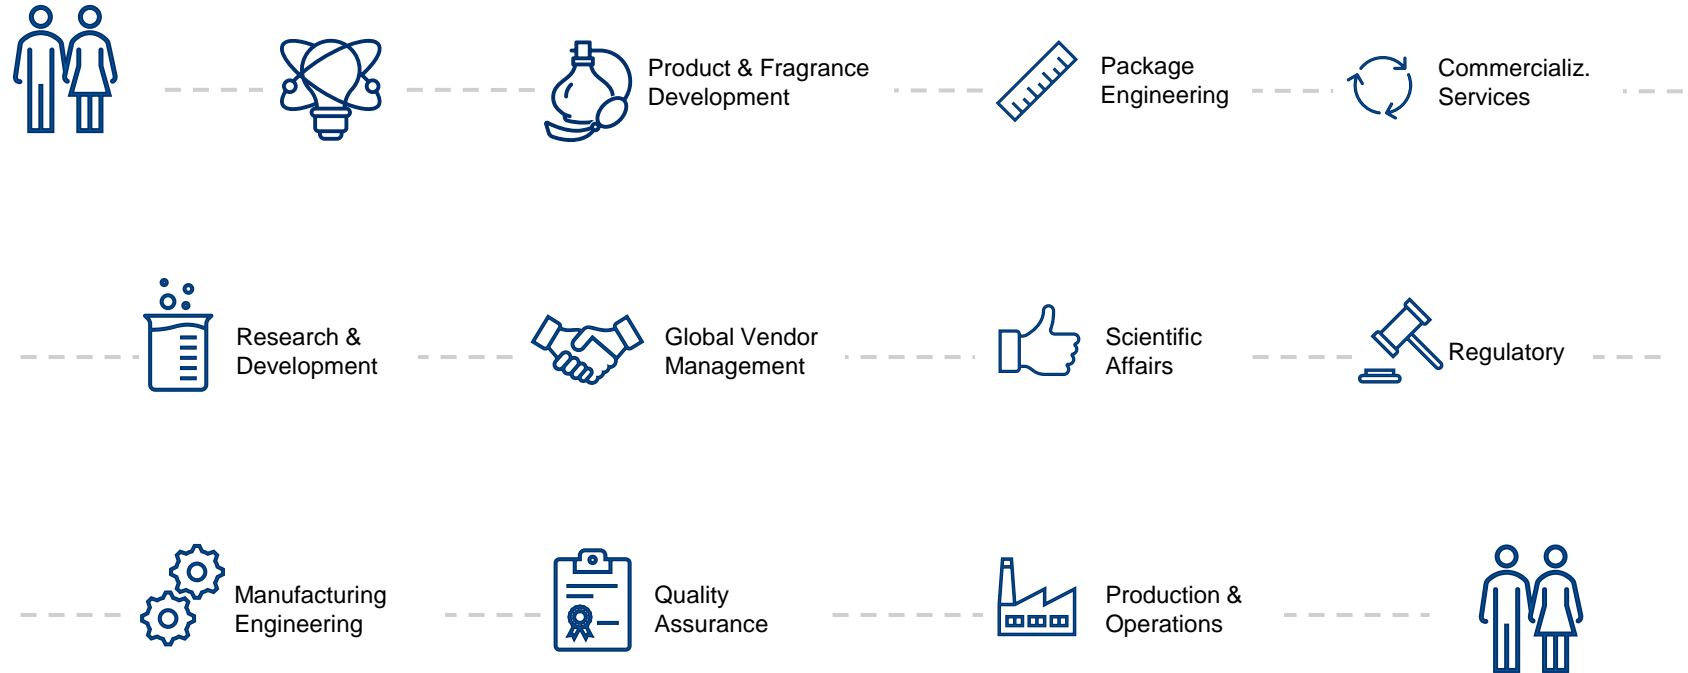 Product & Fragrance
Development
Package
Engineering
Commercializ.
Services
Research &
Development
Global Vendor
Management
Scientific
Affairs
Regulatory
Manufacturing
Engineering
Quality
Assurance
Production &
Operations